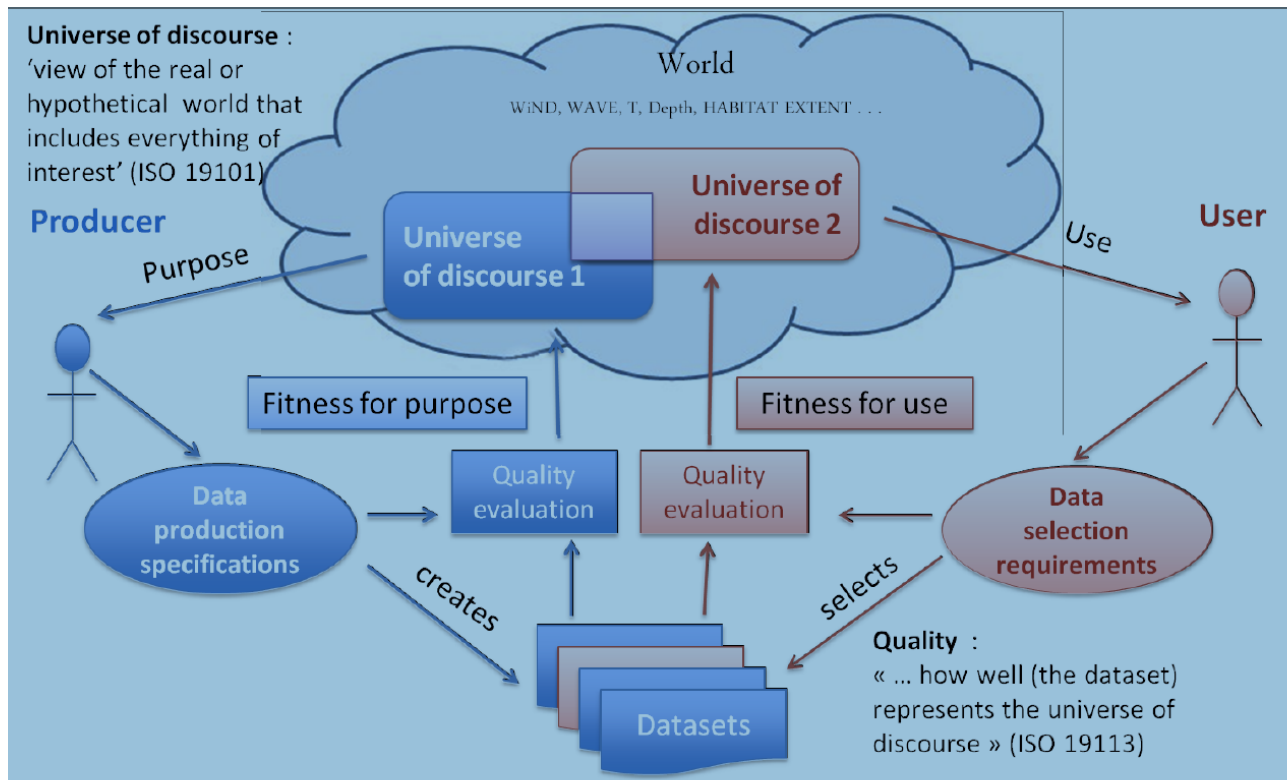 Universe of discourse :
‘view of the real or
hypothetical world that
includes everything of
interest’ (ISO 19101)
World
WiND, WAVE, T, Depth, HABITAT EXTENT . . .
Producer
User
Universe of
discourse 2
Universe
of discourse 1
Purpose
Use
Fitness for purpose
Fitness for use
Quality
evaluation
Quality
evaluation
Data
production
specifications
Data
selection
requirements
creates
selects
Datasets
Quality :
« ... how well (the dataset)
represents the universe of
discourse » (ISO 19113)